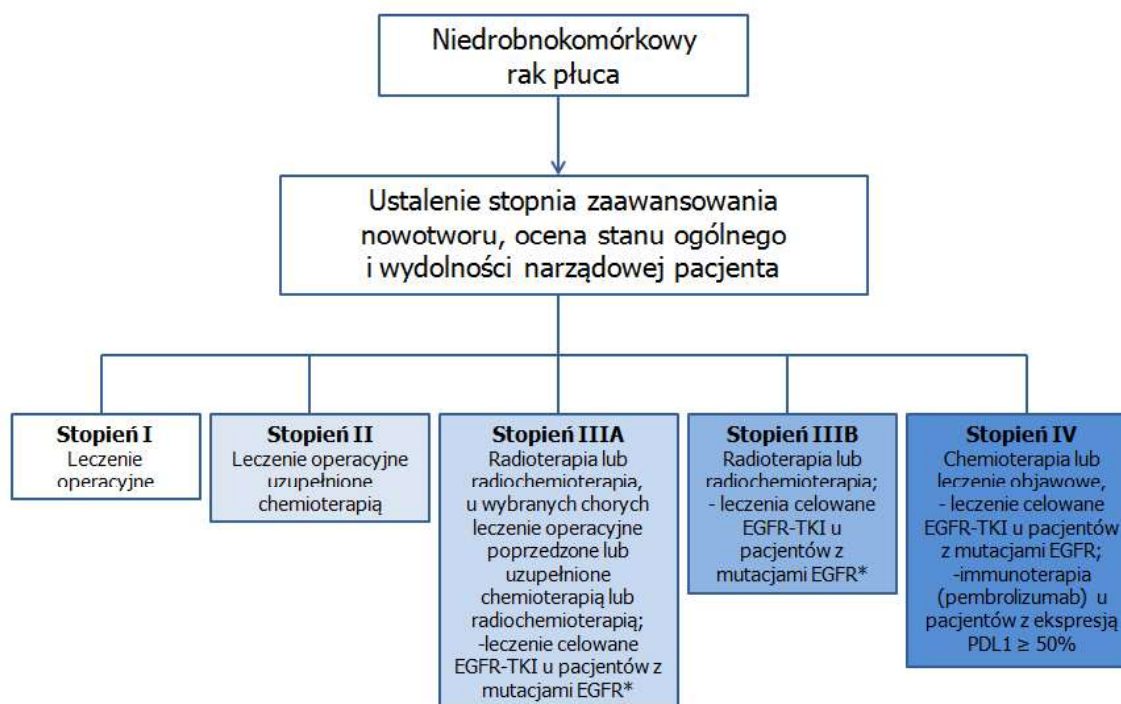 Niedrobnokomórkowy
rak płuca
Ustalenie stopnia zaawansowania
nowotworu, ocena stanu ogólnego
i wydolności narządowej pacjenta
Stopień I
Leczenie
operacyjne
Stopień II
Leczenie operacyjne
uzupełnione
chemioterapią
Stopień IIIA
Radioterapia lub
radiochemioterapia,
u wybranych chorych
leczenie operacyjne
poprzedzone lub
uzupełnione
chemioterapią lub
radiochemioterapią;
-leczenie celowane
EGFR-TKI u pacjentów z
mutacjami EGFR*
Stopień IIIB
Radioterapia lub
radiochemioterapia;
- leczenia celowane
EGFR-TKI u
pacjentów z
mutacjami EGFR*
Stopień IV
Chemioterapia lub
leczenie objawowe,
- leczenie celowane
EGFR-TKI u pacjentów
z mutacjami EGFR;
-immunoterapia
(pembrolizumab) u
pacjentów z ekspresją
PDL1 ≥ 50%